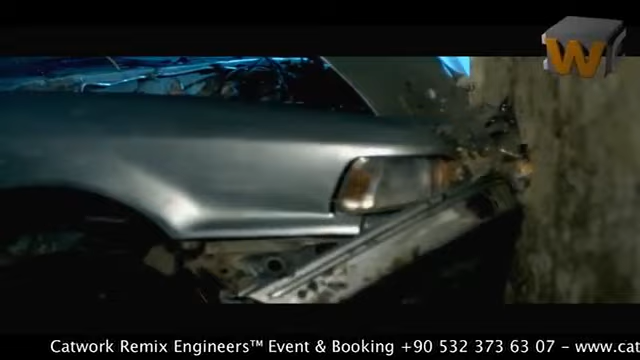 W
Catwork Remix Engineers™ Event & Booking +90 532 373 63 07 – www.cat